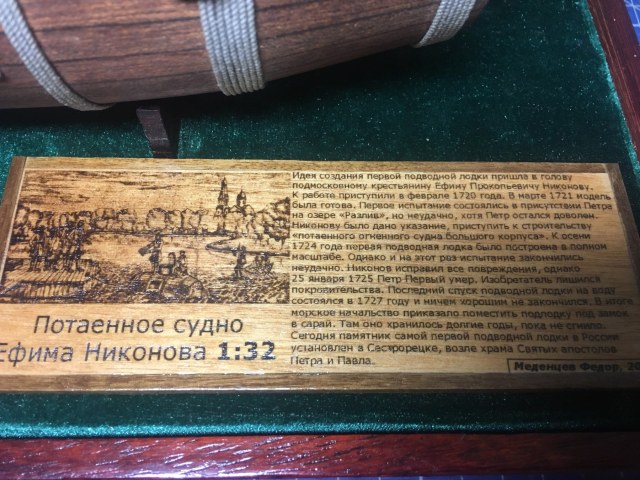 Идея создания первой подводной лодки пришла в голову
подмосковному крестьянину Ефиму Прокопьевичу Никонову.
К работе приступили в феврале 1720 года. В марте 1721 модель
была готова. Первое испытание состоялись в присутствии Петра
на озере «Разлив», но неудачно, хотя Петр остался доволен.
Никонову было дано указание, приступить к строительству
«потаенного огненного судна большого корпуса». К осени
1724 года первая подводная лодка было построена в полном
масштабе. Однако и на этот раз испытание закончились
неудачно. Никонов исправил все повреждения, однако
25 января 1725 Петр Первый умер. Изобретатель лишился
покровительства. Последний спуск подводной лодки на воду
состоялся в 1727 году и ничем хорошим не закончился. В итоге
морское начальство приказало поместить подлодку под замок
в сарай. Там оно хранилось долгие годы, пока не сгнило.
Сегодня памятник самой первой подводной лодки в России
установлен в Сестрорецке, возле храма Святых апостолов
Петра и Павла.
Меденцев Федор,
Потаенное судно
Ефима Никонова 1:32